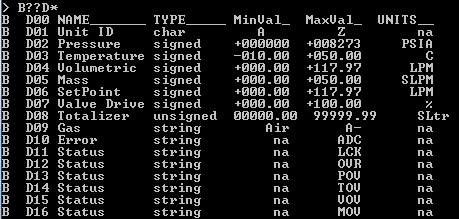 > B??D*
B  D00 NAME________ TYPE______ MinVal_ MaxVal_ UNITS__
B  D01 Unit ID      char       A       Z       na
B  D02 Pressure     signed     +000000 +008273 PSIA
B  D03 Temperature  signed     -010.00 +050.00 C
B  D04 Volumetric   signed     +000.00 +117.97 LPM
B  D05 Mass         signed     +000.00 +050.00 SLPM
B  D06 SetPoint     signed     +000.00 +117.97 LPM
B  D07 Valve Drive  signed     +000.00 +100.00 %
B  D08 Totalizer    unsigned   00000.00 99999.99 SLtr
B  D09 Gas          string     Air     A-      na
B  D10 Error        string     na      ADC     na
B  D11 Status       string     na      LCK     na
B  D12 Status       string     na      OVR     na
B  D13 Status       string     na      POV     na
B  D14 Status       string     na      TOV     na
B  D15 Status       string     na      VOV     na
B  D16 Status       string     na      MOV     na